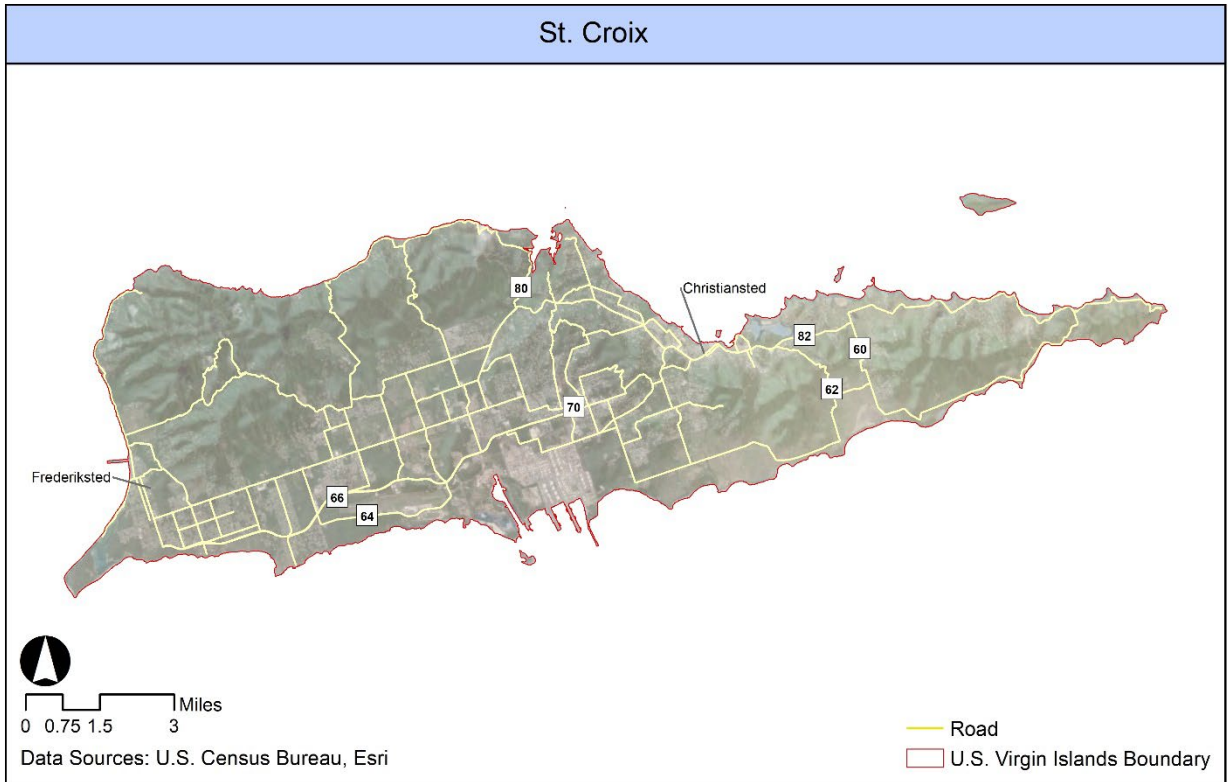 St. Croix
80
Christiansted
82
60
62
70
Frederiksted
66
64
Miles
0 0.75 1.5 3
Data Sources: U.S. Census Bureau, Esri
Road
U.S. Virgin Islands Boundary